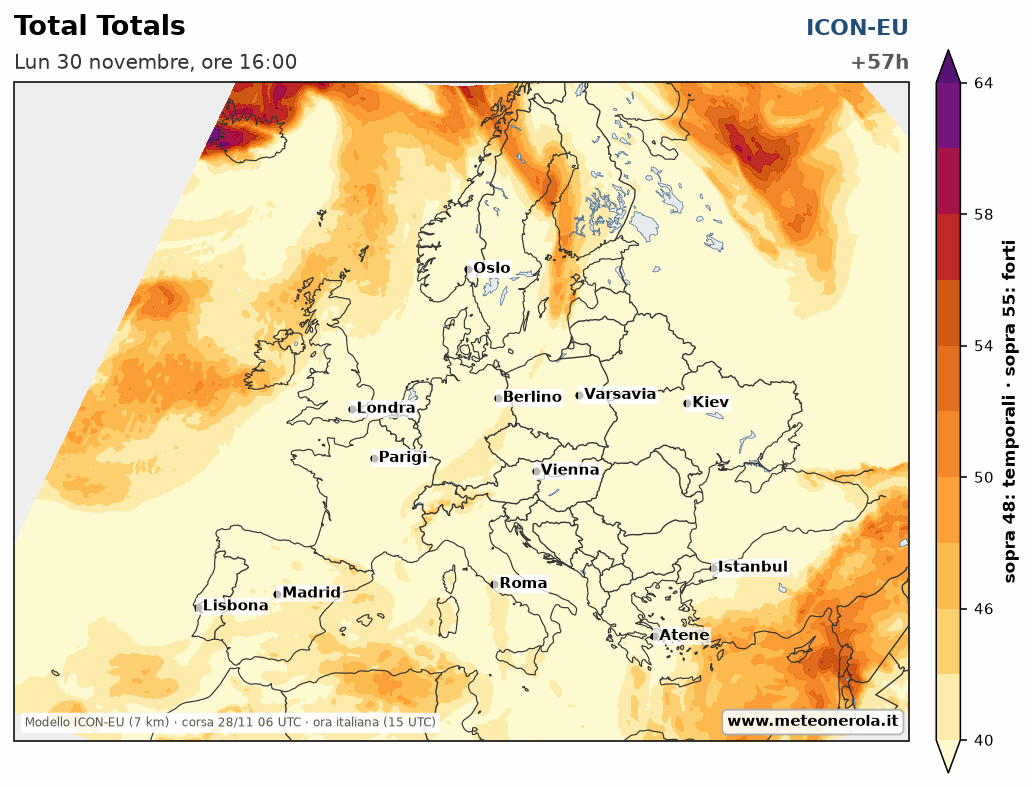 Total Totals
ICON-EU
Lun 30 novembre, ore 16:00
+57h
Oslo
Londra
Berlino
Varsavia
Kiev
Parigi
Vienna
Istanbul
Roma
Madrid
Lisbona
Atene
Modello ICON-EU (7 km) · corsa 28/11 06 UTC · ora italiana (15 UTC)
www.meteonerola.it
64
58
54
50
46
40
sopra 48: temporali · sopra 55: forti